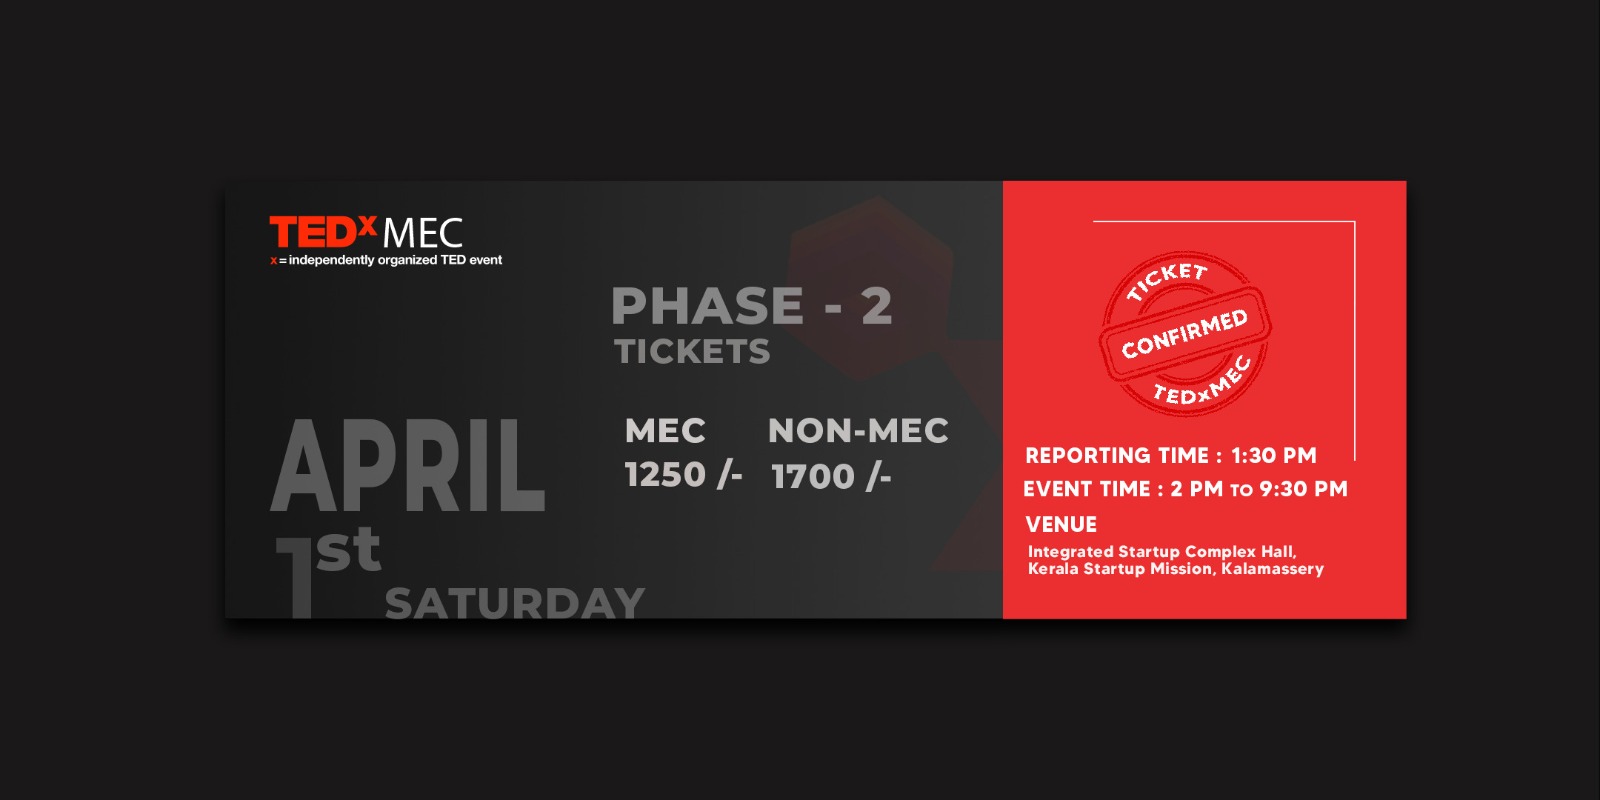 TEDx MEC
x = independently organized TED event
PHASE - 2
TICKETS
MEC NON-MEC
1250 /- 1700 /-
APRIL
1st
SATURDAY
TICKET
CONFIRMED
TEDxMEC
REPORTING TIME : 1:30 PM
EVENT TIME : 2 PM TO 9:30 PM
VENUE
Integrated Startup Complex Hall,
Kerala Startup Mission, Kalamassery